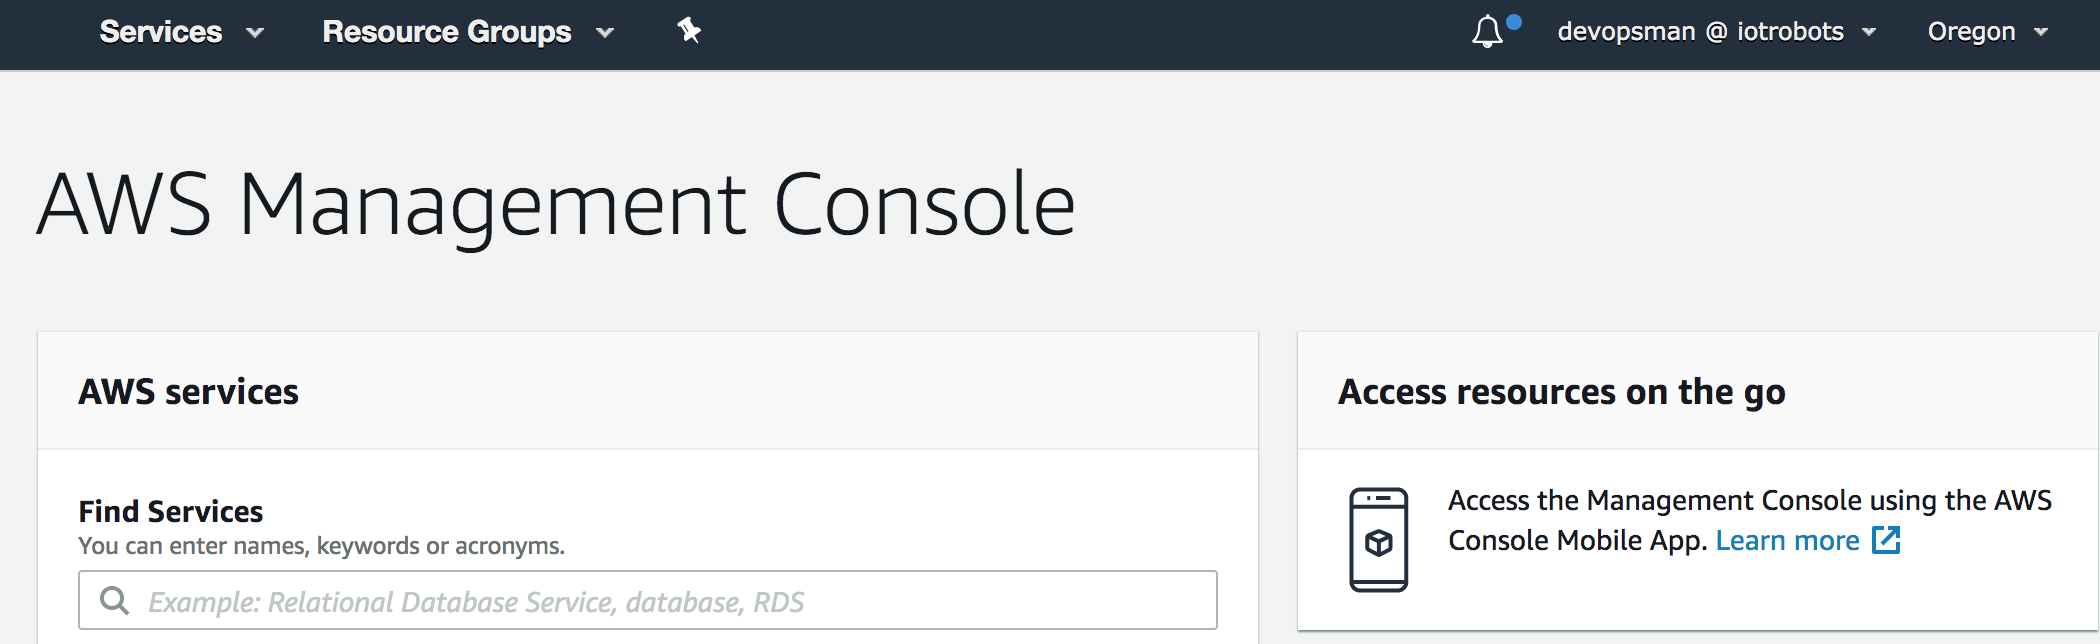 Services Resource Groups devopsman @ iotrobots Oregon
AWS Management Console
AWS services
Find Services
You can enter names, keywords or acronyms.
Example: Relational Database Service, database, RDS
Access resources on the go
Access the Management Console using the AWS
Console Mobile App. Learn more